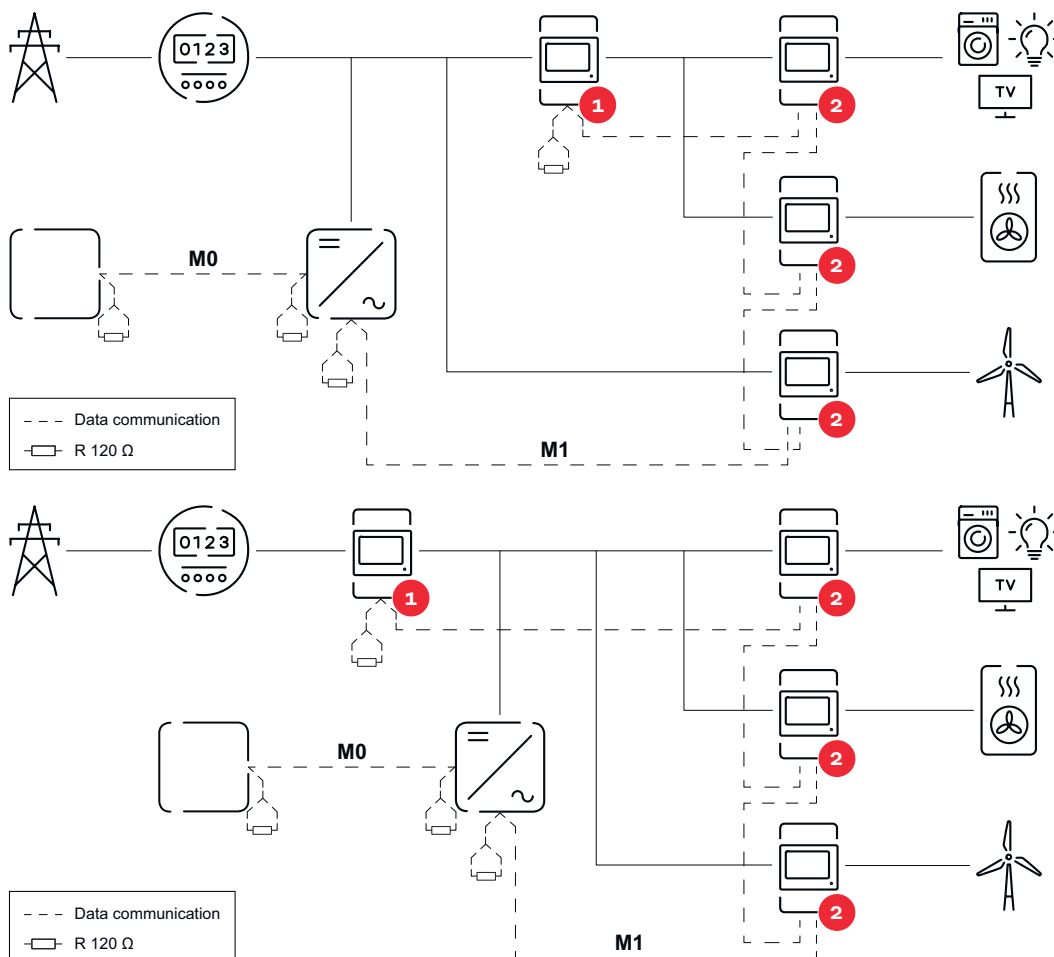 0123
1
2
TV
2
M0
2
Data communication
R 120 Ω
M1
0123
1
2
TV
2
M0
2
Data communication
R 120 Ω
M1